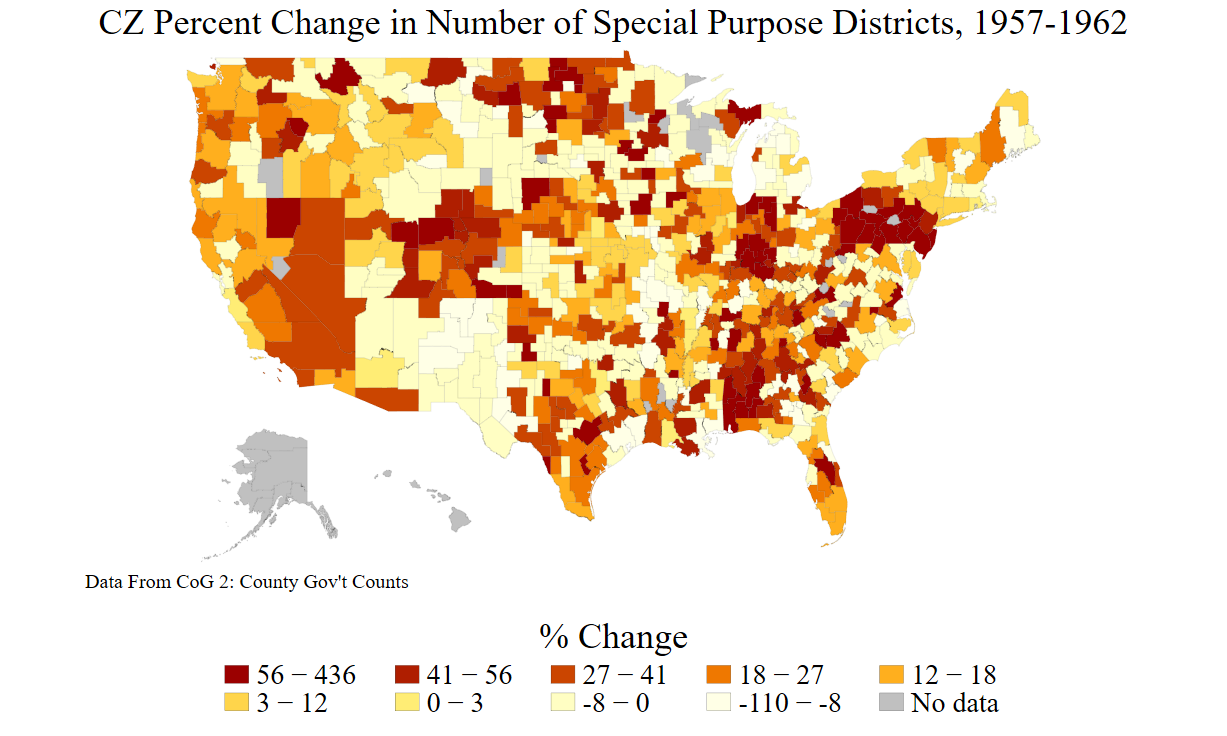 CZ Percent Change in Number of Special Purpose Districts, 1957-1962
Data From CoG 2: County Gov't Counts
% Change
56 − 436 41 − 56 27 − 41 18 − 27 12 − 18
3 − 12 0 − 3 -8 − 0 -110 − -8 No data